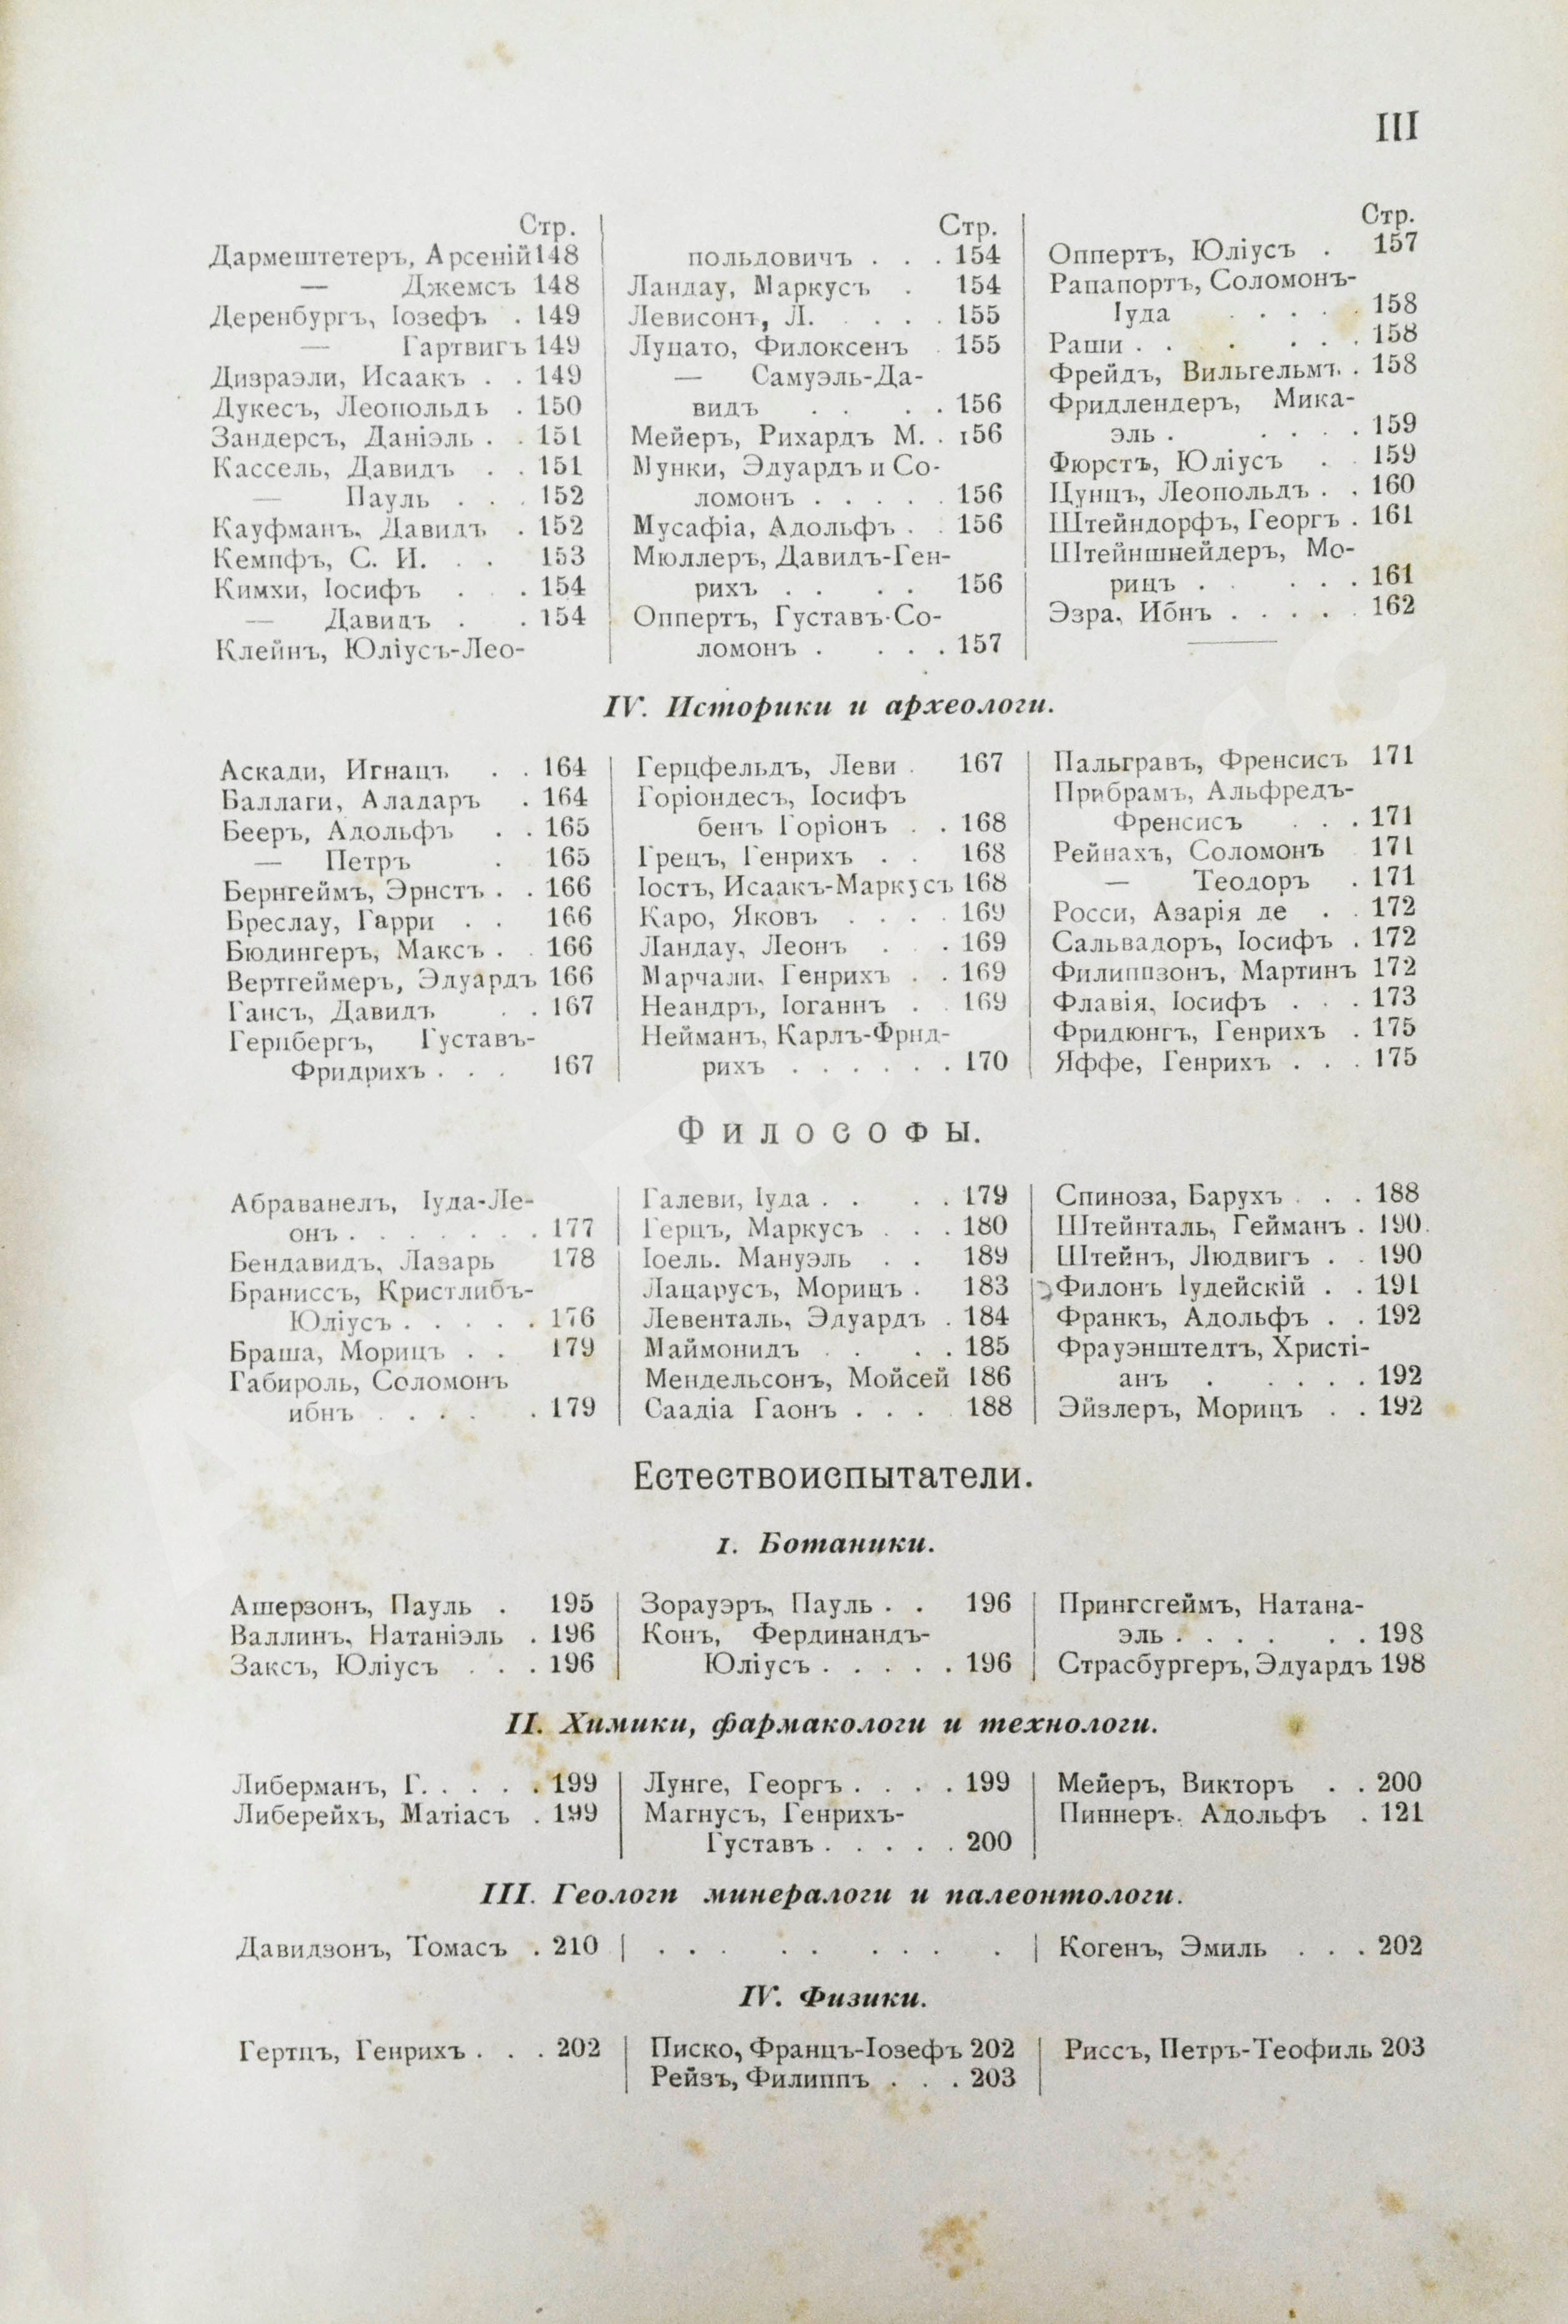 III
Стр.
Дармештетеръ, Арсеній 148
— Джемсъ 148
Деренбургъ, Іозефъ . 149
— Гартвигъ 149
Дизраэли, Исаакъ . . 149
Дукесъ, Леопольдъ . 150
Зандерсъ, Даніэль . . 151
Кассель, Давидъ . . 151
— Пауль . . . 152
Кауфманъ, Давидъ . 152
Кемпфъ, С. И. . . 153
Кимхи, Іосифъ . . . 154
— Давидъ . . 154
Клейнъ, Юліусъ-Лео-
Стр.
польдовичъ . . . 154
Ландау, Маркусъ . 154
Левисонъ, Л. . . . . 155
Луцато, Филоксенъ . 155
— Самуэль-Да-
видъ . . . . 156
Мейеръ, Рихардъ М. . 156
Мунки, Эдуардъ и Со-
ломонъ . . . . . 156
Мусафіа, Адольфъ . . 156
Мюллеръ, Давидъ-Ген-
рихъ . . . . 156
Оппертъ, Густавъ-Со-
ломонъ . . . . 157
Стр.
Оппертъ, Юліусъ . 157
Рапапортъ, Соломонъ-
Іуда . . . . . 158
Раши . . . . . . 158
Фрейдъ, Вильгельмъ . 158
Фридлендеръ, Мика-
эль . . . . . 159
Фюрстъ, Юліусъ . . 159
Цунцъ, Леопольдъ . . 160
Штейндорфъ, Георгъ . 161
Штейншнейдеръ, Мо-
рицъ . . . . . 161
Эзра, Ибнъ . . . . . 162
IV. Историки и археологи.
Аскади, Игнацъ . . 164
Баллаги, Аладаръ . 164
Бееръ, Адольфъ . . 165
— Петръ . 165
Бернгеймъ, Эрнстъ . . 166
Бреслау, Гарри . . 166
Бюдингеръ, Максъ . . 166
Вертгеймеръ, Эдуардъ 166
Гансъ, Давидъ . . 167
Герцбергъ, Густавъ-
Фридрихъ . . . 167
Герцфельдъ, Леви . 167
Горіондесъ, Іосифъ
бенъ Горіонъ . . 168
Грецъ, Генрихъ . . 168
Іостъ, Исаакъ-Маркусъ 168
Каро, Яковъ . . . . 169
Ландау, Леонъ . . . 169
Марчали, Генрихъ . . 169
Неандръ, Іоганнъ . . 169
Нейманъ, Карлъ-Фрид-
рихъ . . . . . . 170
Пальгравъ, Френсисъ 171
Прибрамъ, Альфредъ-
Френсисъ . . . 171
Рейнахъ, Соломонъ 171
— Теодоръ . 171
Росси, Азарія де . . 172
Сальвадоръ, Іосифъ . 172
Филиппзонъ, Мартинъ 172
Флавія, Іосифъ . . . 173
Фридюнгъ, Генрихъ . 175
Яффе, Генрихъ . . . 175
Философы.
Абраванелъ, Іуда-Ле-
онъ . . . . . . . 177
Бендавидъ, Лазарь 178
Браниссъ, Кристлибъ-
Юліусъ . . . . . 176
Браша, Морицъ . . 179
Габироль, Соломонъ
ибнъ . . . . . 179
Галеви, Іуда . . . . 179
Герцъ, Маркусъ . . . 180
Іоель. Мануэль . . 189
Лацарусъ, Морицъ . 183
Левенталь, Эдуардъ . 184
Маймонидъ . . . . 185
Мендельсонъ, Мойсей 186
Саадіа Гаонъ . . . 188
Спиноза, Барухъ . . . 188
Штейнталь, Гейманъ . 190
Штейнъ, Людвигъ . . 190
Филонъ Іудейскій . . 191
Франкъ, Адольфъ . . 192
Фрауэнштедтъ, Христі-
анъ . . . . . 192
Эйзлеръ, Морицъ . . 192
Естествоиспытатели.
I. Ботаники.
Ашерзонъ, Пауль . 195
Валлинъ, Натаніэль . 196
Заксъ, Юліусъ . . . 196
Зорауэръ, Пауль . . 196
Конъ, Фердинандъ-
Юліусъ . . . . . 196
Прингсгеймъ, Натана-
эль . . . . . . 198
Страсбургеръ, Эдуардъ 198
II. Химики, фармакологи и технологи.
Либерманъ, Г. . . . . 199
Либерейхъ, Матіасъ . 199
Лунге, Георгъ . . . . 199
Магнусъ, Генрихъ-
Густавъ . . . . . 200
Мейеръ, Викторъ . . 200
Пиннеръ. Адольфъ . 121
III. Геологи минералоги и палеонтологи.
Давидзонъ, Томасъ . 210
. . . . . . . . .
Когенъ, Эмиль . . . 202
IV. Физики.
Гертцъ, Генрихъ . . . 202
Писко, Францъ-Іозефъ 202
Рейзъ, Филиппъ . . . 203
Риссъ, Петръ-Теофиль 203